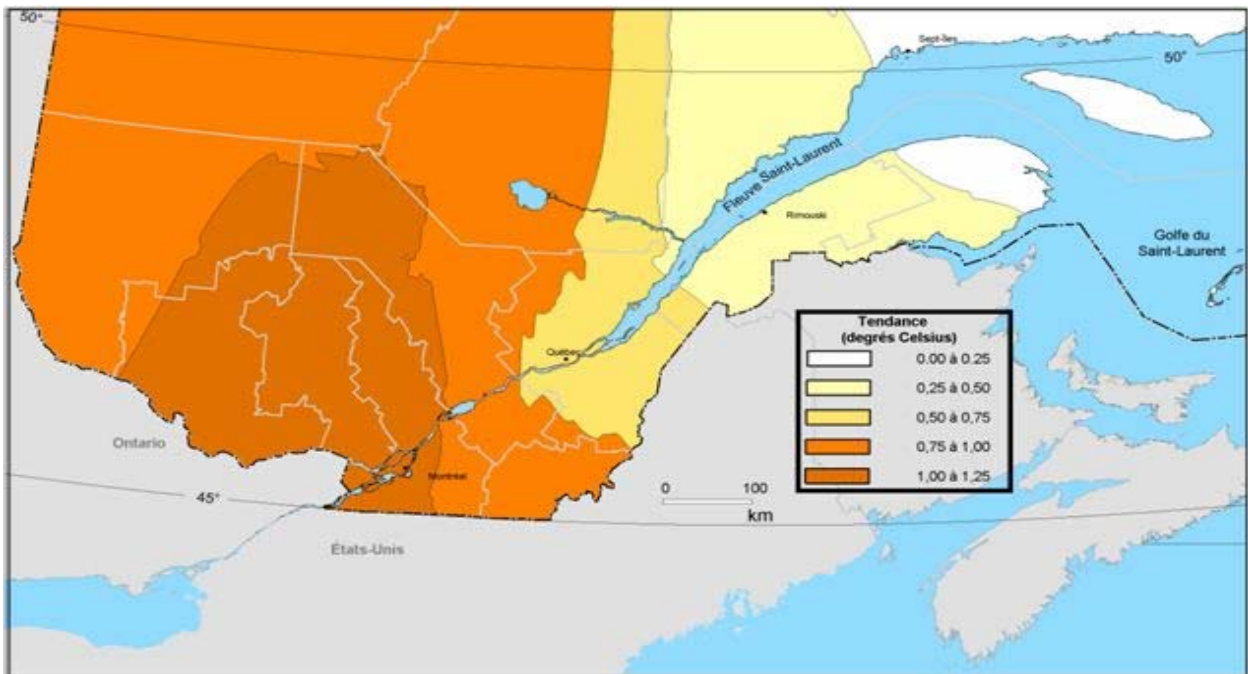 50°
Sept-Îles
50°
Fleuve Saint-Laurent
Rimouski
Golfe du
Saint-Laurent
Tendance
(degrés Celsius)
0.00 à 0.25
0,25 à 0,50
0,50 à 0,75
0,75 à 1,00
1,00 à 1,25
Québec
Ontario
Montréal
45°
0 100
km
États-Unis